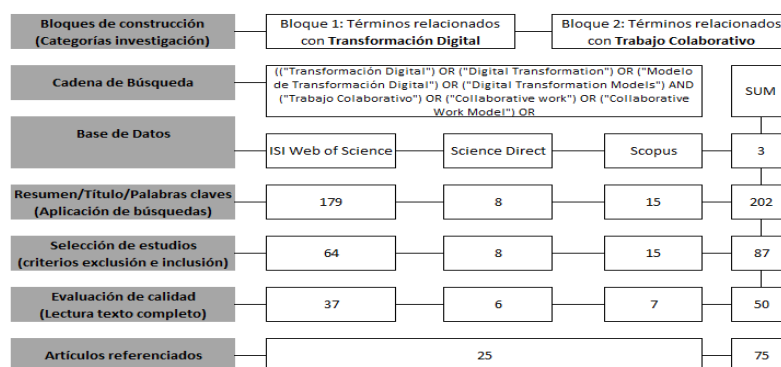 Bloques de construcción
(Categorías investigación)
Bloque 1: Términos relacionados
con Transformación Digital
Bloque 2: Términos relacionados
con Trabajo Colaborativo
Cadena de Búsqueda
(("Transformación Digital") OR ("Digital Transformation") OR ("Modelo
de Transformación Digital") OR ("Digital Transformation Models") AND
("Trabajo Colaborativo") OR ("Collaborative work") OR ("Collaborative
Work Model") OR
SUM
Base de Datos
ISI Web of Science
Science Direct
Scopus
3
Resumen/Título/Palabras claves
(Aplicación de búsquedas)
179
8
15
202
Selección de estudios
(criterios exclusión e inclusión)
64
8
15
87
Evaluación de calidad
(Lectura texto completo)
37
6
7
50
Artículos referenciados
25
75